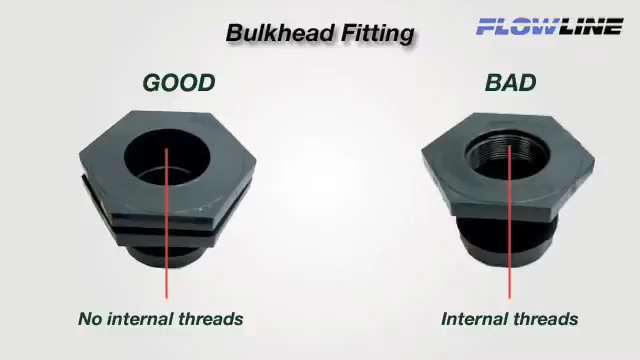 Bulkhead Fitting
FLOWLINE
GOOD
BAD
No internal threads
Internal threads